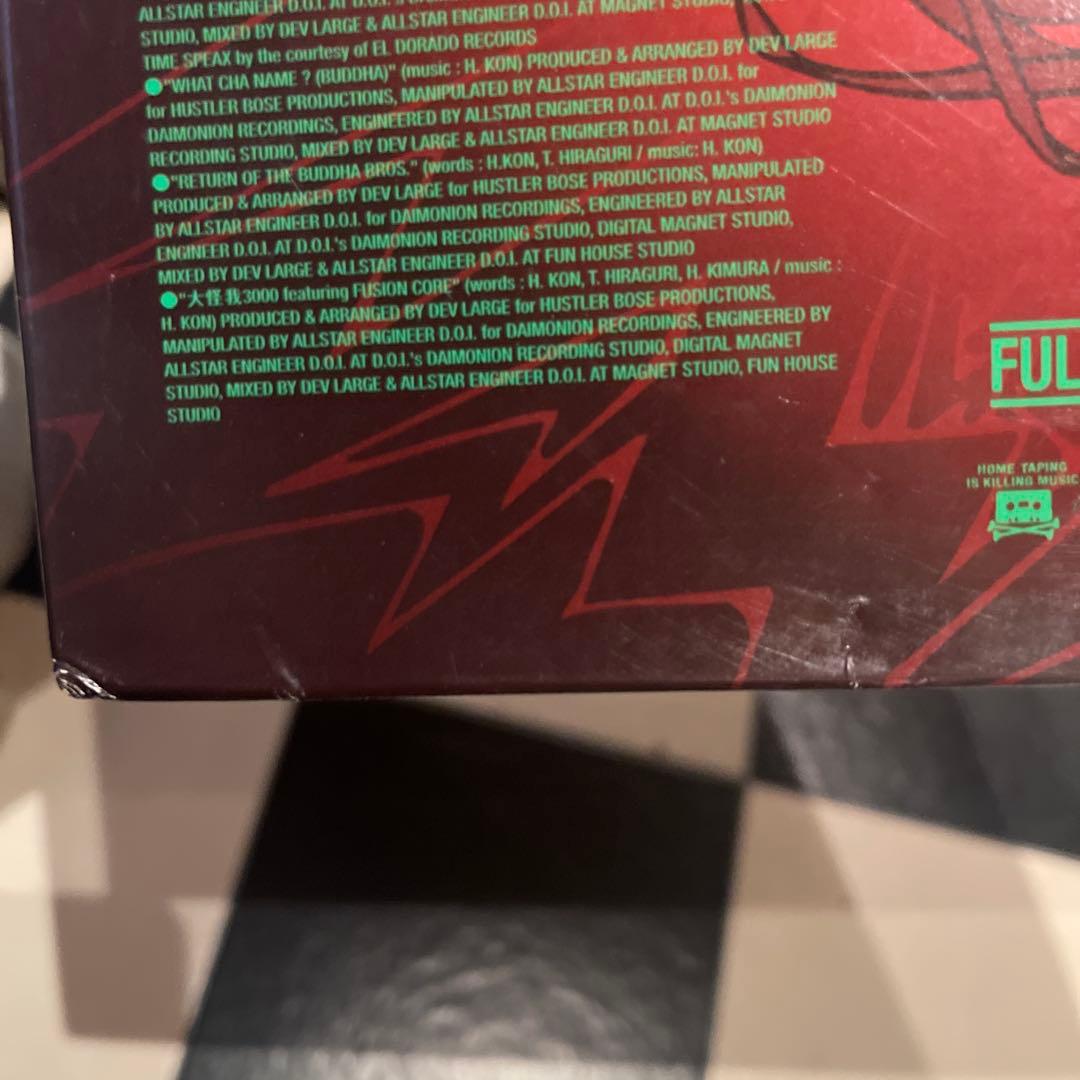 ALLSTAR ENGINEER D.O.I. AT D.O.I.'s
STUDIO, MIXED BY DEV LARGE & ALLSTAR ENGINEER D.O.I. AT MAGNET STUDIO,
TIME SPEAX by the courtesy of EL DORADO RECORDS
●"WHAT CHA NAME ? (BUDDHA)" (music : H. KON) PRODUCED & ARRANGED BY DEV LARGE
for HUSTLER BOSE PRODUCTIONS, MANIPULATED BY ALLSTAR ENGINEER D.O.I. for
DAIMONION RECORDINGS, ENGINEERED BY ALLSTAR ENGINEER D.O.I. AT D.O.I.'s DAIMONION
RECORDING STUDIO, MIXED BY DEV LARGE & ALLSTAR ENGINEER D.O.I. AT MAGNET STUDIO
●"RETURN OF THE BUDDHA BROS." (words : H.KON, T. HIRAGURI / music: H. KON)
PRODUCED & ARRANGED BY DEV LARGE for HUSTLER BOSE PRODUCTIONS, MANIPULATED
BY ALLSTAR ENGINEER D.O.I. for DAIMONION RECORDINGS, ENGINEERED BY ALLSTAR
ENGINEER D.O.I. AT D.O.I.'s DAIMONION RECORDING STUDIO, DIGITAL MAGNET STUDIO,
MIXED BY DEV LARGE & ALLSTAR ENGINEER D.O.I. AT FUN HOUSE STUDIO
●"大怪我3000 featuring FUSION CORE" (words : H. KON, T. HIRAGURI, H. KIMURA / music :
H. KON) PRODUCED & ARRANGED BY DEV LARGE for HUSTLER BOSE PRODUCTIONS,
MANIPULATED BY ALLSTAR ENGINEER D.O.I. for DAIMONION RECORDINGS, ENGINEERED BY
ALLSTAR ENGINEER D.O.I. AT D.O.I.'s DAIMONION RECORDING STUDIO, DIGITAL MAGNET
STUDIO, MIXED BY DEV LARGE & ALLSTAR ENGINEER D.O.I. AT MAGNET STUDIO, FUN HOUSE
STUDIO
FUL
HOME TAPING
IS KILLING MUSIC